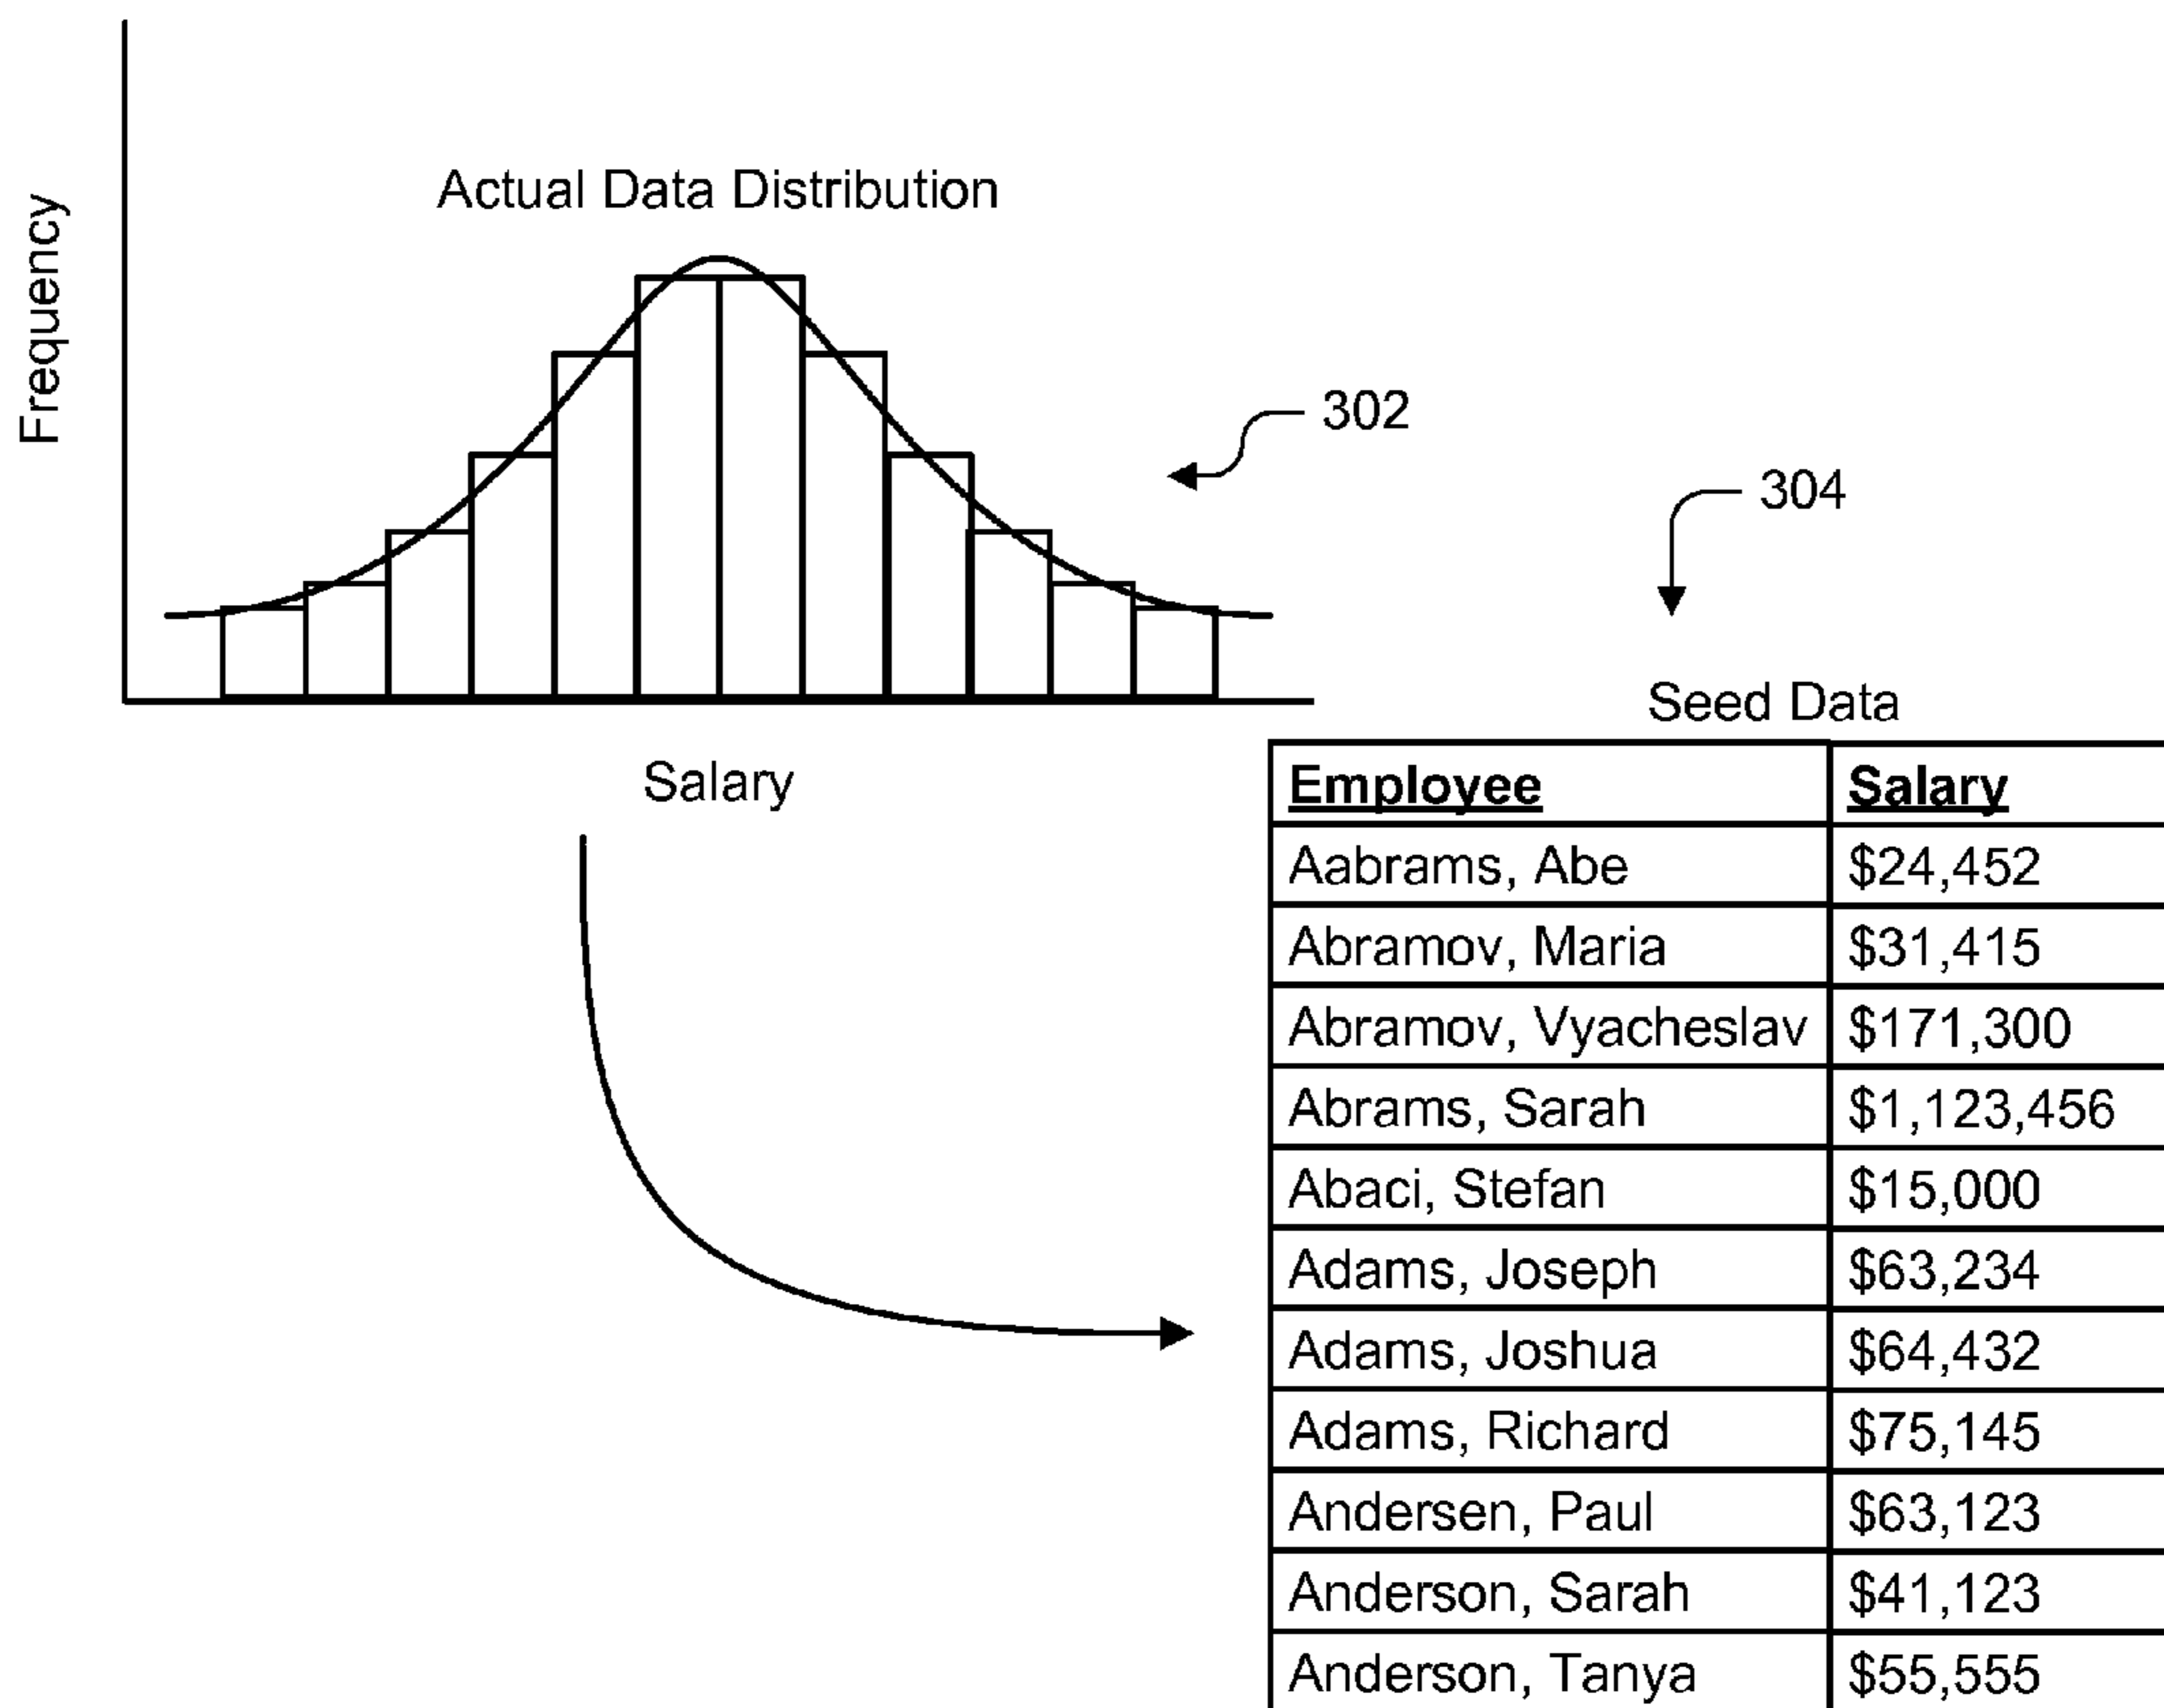 Actual Data Distribution
Frequency
302
304
Salary
Seed Data
Employee Salary
Aabrams, Abe $24,452
Abramov, Maria $31,415
Abramov, Vyacheslav $171,300
Abrams, Sarah $1,123,456
Abaci, Stefan $15,000
Adams, Joseph $63,234
Adams, Joshua $64,432
Adams, Richard $75,145
Andersen, Paul $63,123
Anderson, Sarah $41,123
Anderson, Tanya $55,555